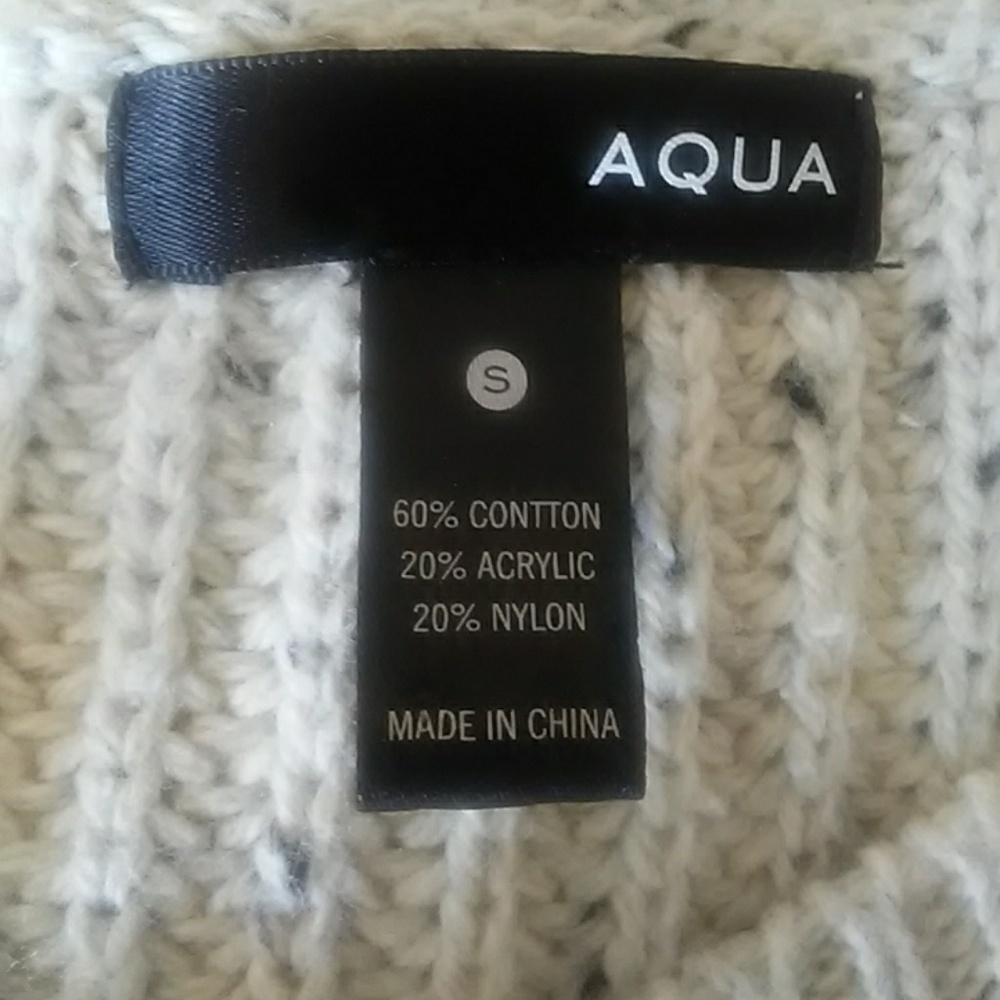 AQUA
S
60% CONTTON
20% ACRYLIC
20% NYLON
MADE IN CHINA